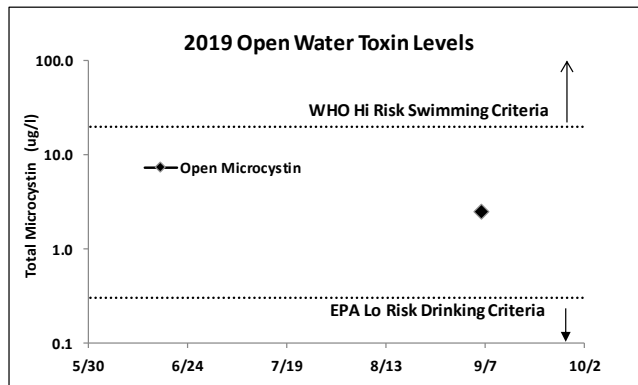 2019 Open Water Toxin Levels
100.0
WHO Hi Risk Swimming Criteria
10.0
Open Microcystin
Total Microcystin (ug/l)
1.0
EPA Lo Risk Drinking Criteria
0.1
5/30 6/24 7/19 8/13 9/7 10/2